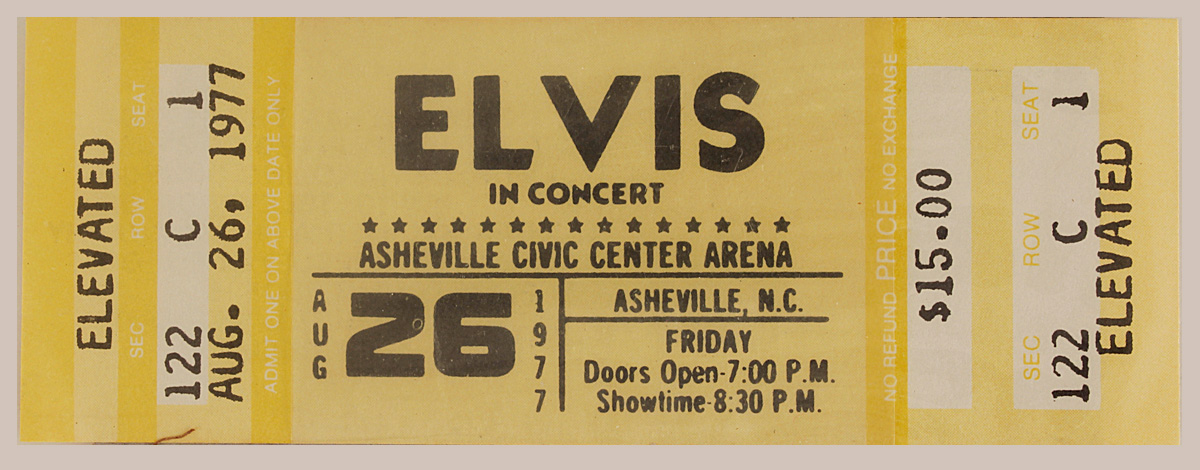 ELEVATED
SEC ROW SEAT
122 C 1
AUG. 26, 1977
ADMIT ONE ON ABOVE DATE ONLY
ELVIS
IN CONCERT
ASHEVILLE CIVIC CENTER ARENA
AUG 26 1977
ASHEVILLE, N.C.
FRIDAY
Doors Open-7:00 P.M.
Showtime-8:30 P.M.
NO REFUND PRICE NO EXCHANGE
$15.00
SEC ROW SEAT
122 C 1
ELEVATED